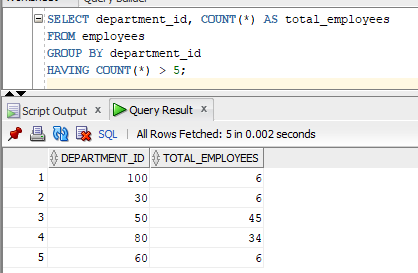 SELECT department_id, COUNT(*) AS total_employees
FROM employees
GROUP BY department_id
HAVING COUNT(*) > 5;
Script Output x Query Result x
SQL | All Rows Fetched: 5 in 0.002 seconds
DEPARTMENT_ID TOTAL_EMPLOYEES
1 100 6
2 30 6
3 50 45
4 80 34
5 60 6